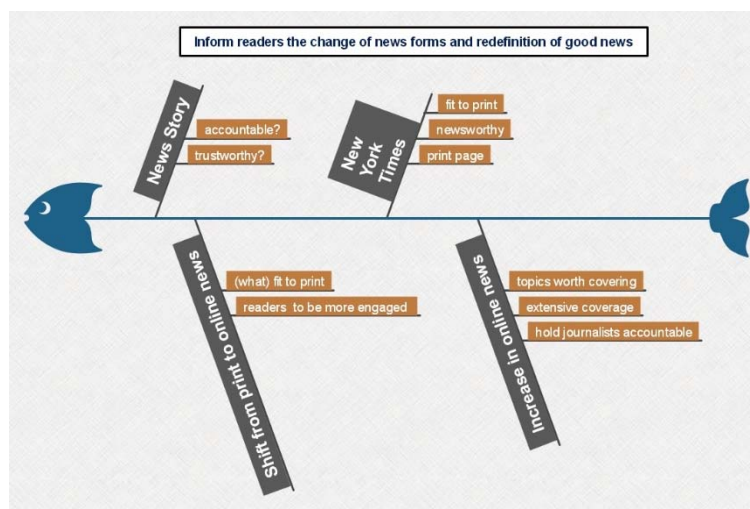 Inform readers the change of news forms and redefinition of good news
News Story
accountable?
trustworthy?
New
York
Times
fit to print
newsworthy
print page
Shift from print to online news
(what) fit to print
readers to be more engaged
Increase in online news
topics worth covering
extensive coverage
hold journalists accountable